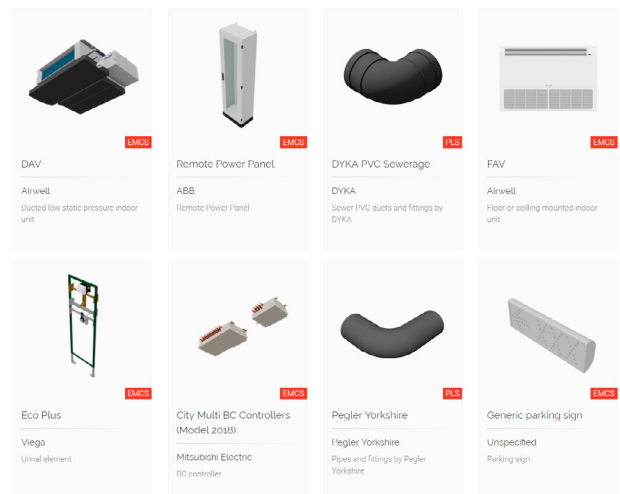 EMCS
DAV
Airwell
Ducted low static pressure indoor
unit
EMCS
Remote Power Panel
ABB
Remote Power Panel
PLS
DYKA PVC Sewerage
DYKA
Sewer PVC ducts and fittings by
DYKA
EMCS
FAV
Airwell
Floor or ceiling mounted indoor
unit
EMCS
Eco Plus
Viega
Urinal element
EMCS
City Multi BC Controllers
(Model 2018)
Mitsubishi Electric
BC controller
PLS
Pegler Yorkshire
Pegler Yorkshire
Pipes and fittings by Pegler
Yorkshire
EMCS
Generic parking sign
Unspecified
Parking sign